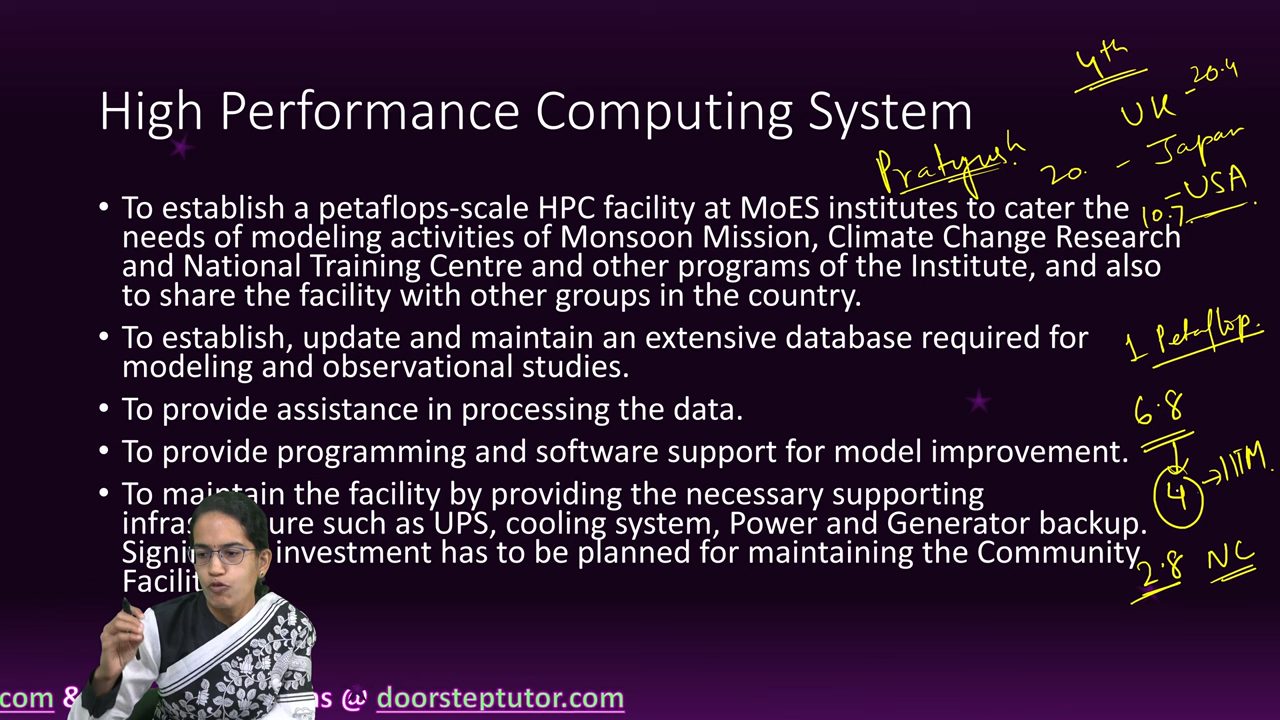 4th
UK - 20.4
High Performance Computing System
Pratyush.
20. - Japan
10.7 - USA
• To establish a petaflops-scale HPC facility at MoES institutes to cater the
needs of modeling activities of Monsoon Mission, Climate Change Research
and National Training Centre and other programs of the Institute, and also
to share the facility with other groups in the country.
1 Petaflop.
• To establish, update and maintain an extensive database required for
modeling and observational studies.
• To provide assistance in processing the data.
6.8
• To provide programming and software support for model improvement.
4 → IITM.
• To maintain the facility by providing the necessary supporting
such as UPS, cooling system, Power and Generator backup.
investment has to be planned for maintaining the Community
2.8 NC
.com & @ doorsteptutor.com